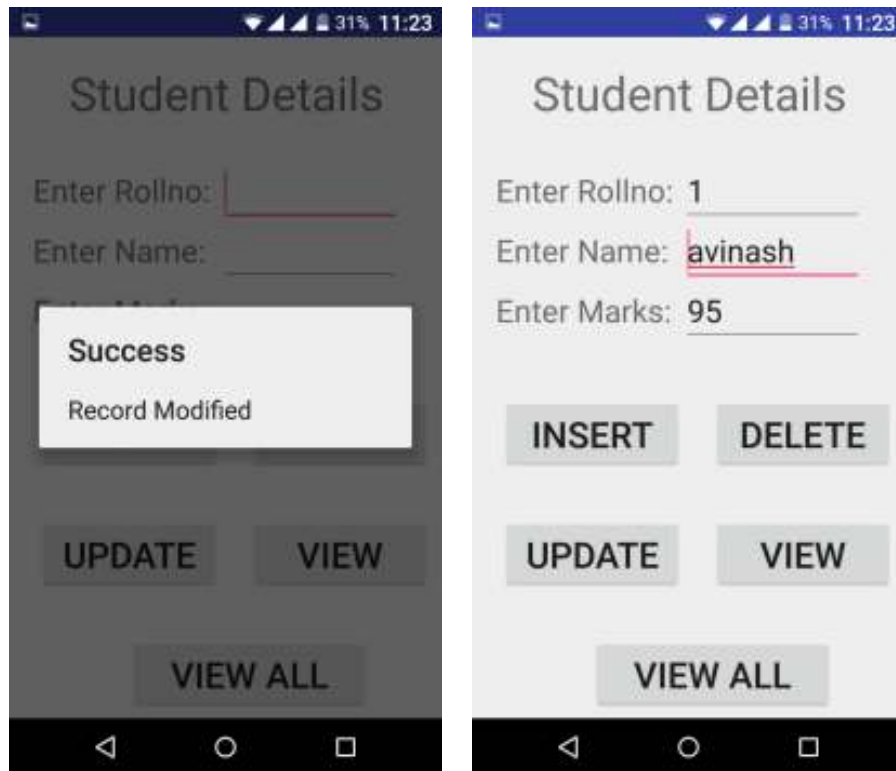 31% 11:23
Student Details
Enter Rollno:
Enter Name:
Success
Record Modified
UPDATE VIEW
VIEW ALL
31% 11:23
Student Details
Enter Rollno: 1
Enter Name: avinash
Enter Marks: 95
INSERT DELETE
UPDATE VIEW
VIEW ALL